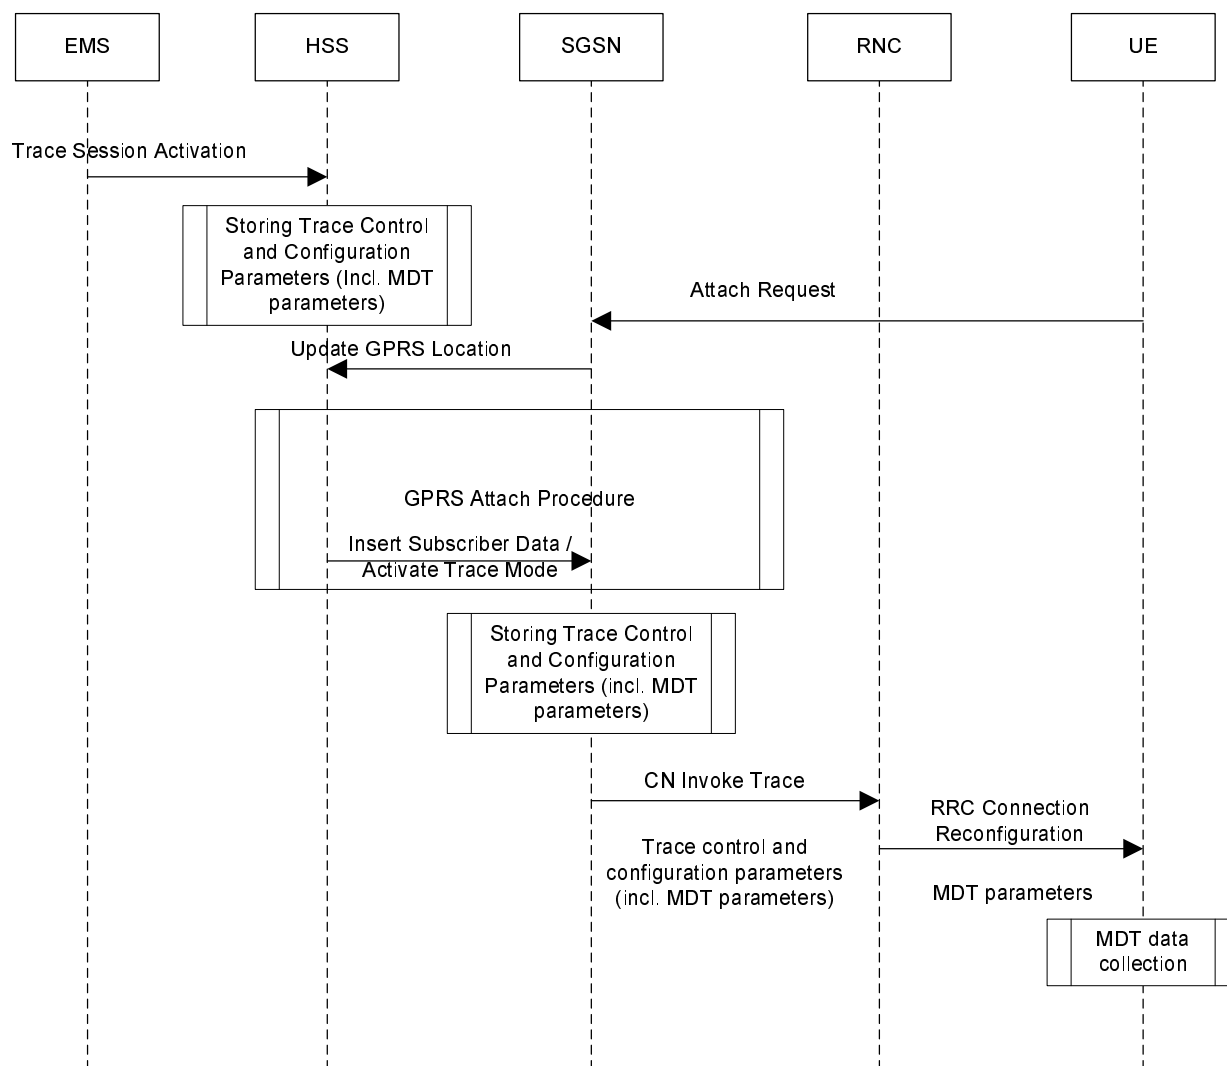 EMS
HSS
SGSN
RNC
UE
Trace Session Activation
Storing Trace Control
and Configuration
Parameters (Incl. MDT
parameters)
Attach Request
Update GPRS Location
GPRS Attach Procedure
Insert Subscriber Data /
Activate Trace Mode
Storing Trace Control
and Configuration
Parameters (incl. MDT
parameters)
CN Invoke Trace
RRC Connection
Reconfiguration
Trace control and
configuration parameters
(incl. MDT parameters)
MDT parameters
MDT data
collection